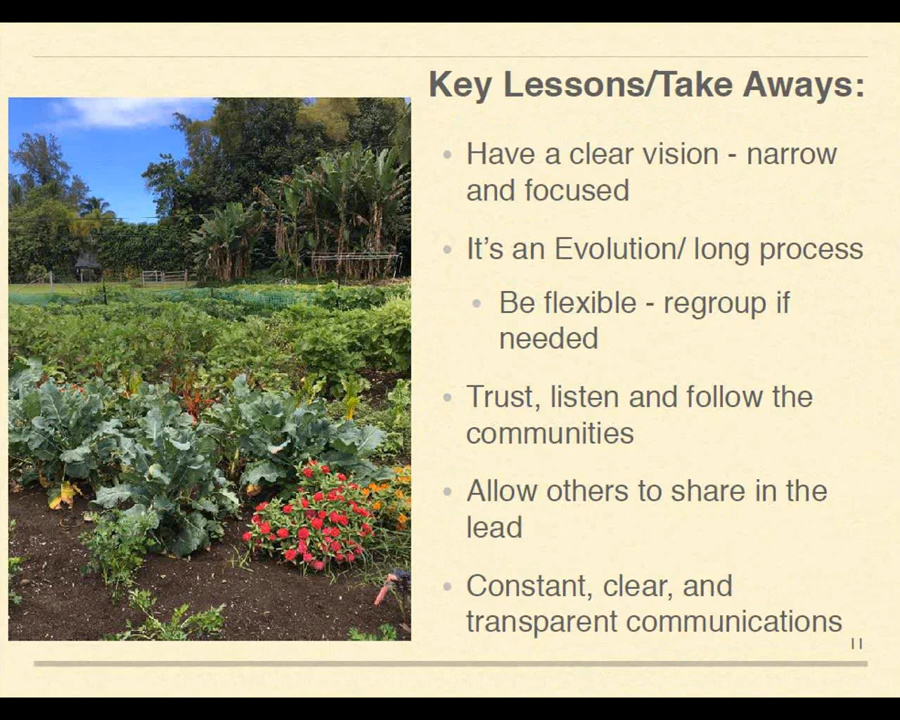 Key Lessons/Take Aways:
• Have a clear vision - narrow
and focused
• It’s an Evolution/ long process
• Be flexible - regroup if
needed
• Trust, listen and follow the
communities
• Allow others to share in the
lead
• Constant, clear, and
transparent communications
11